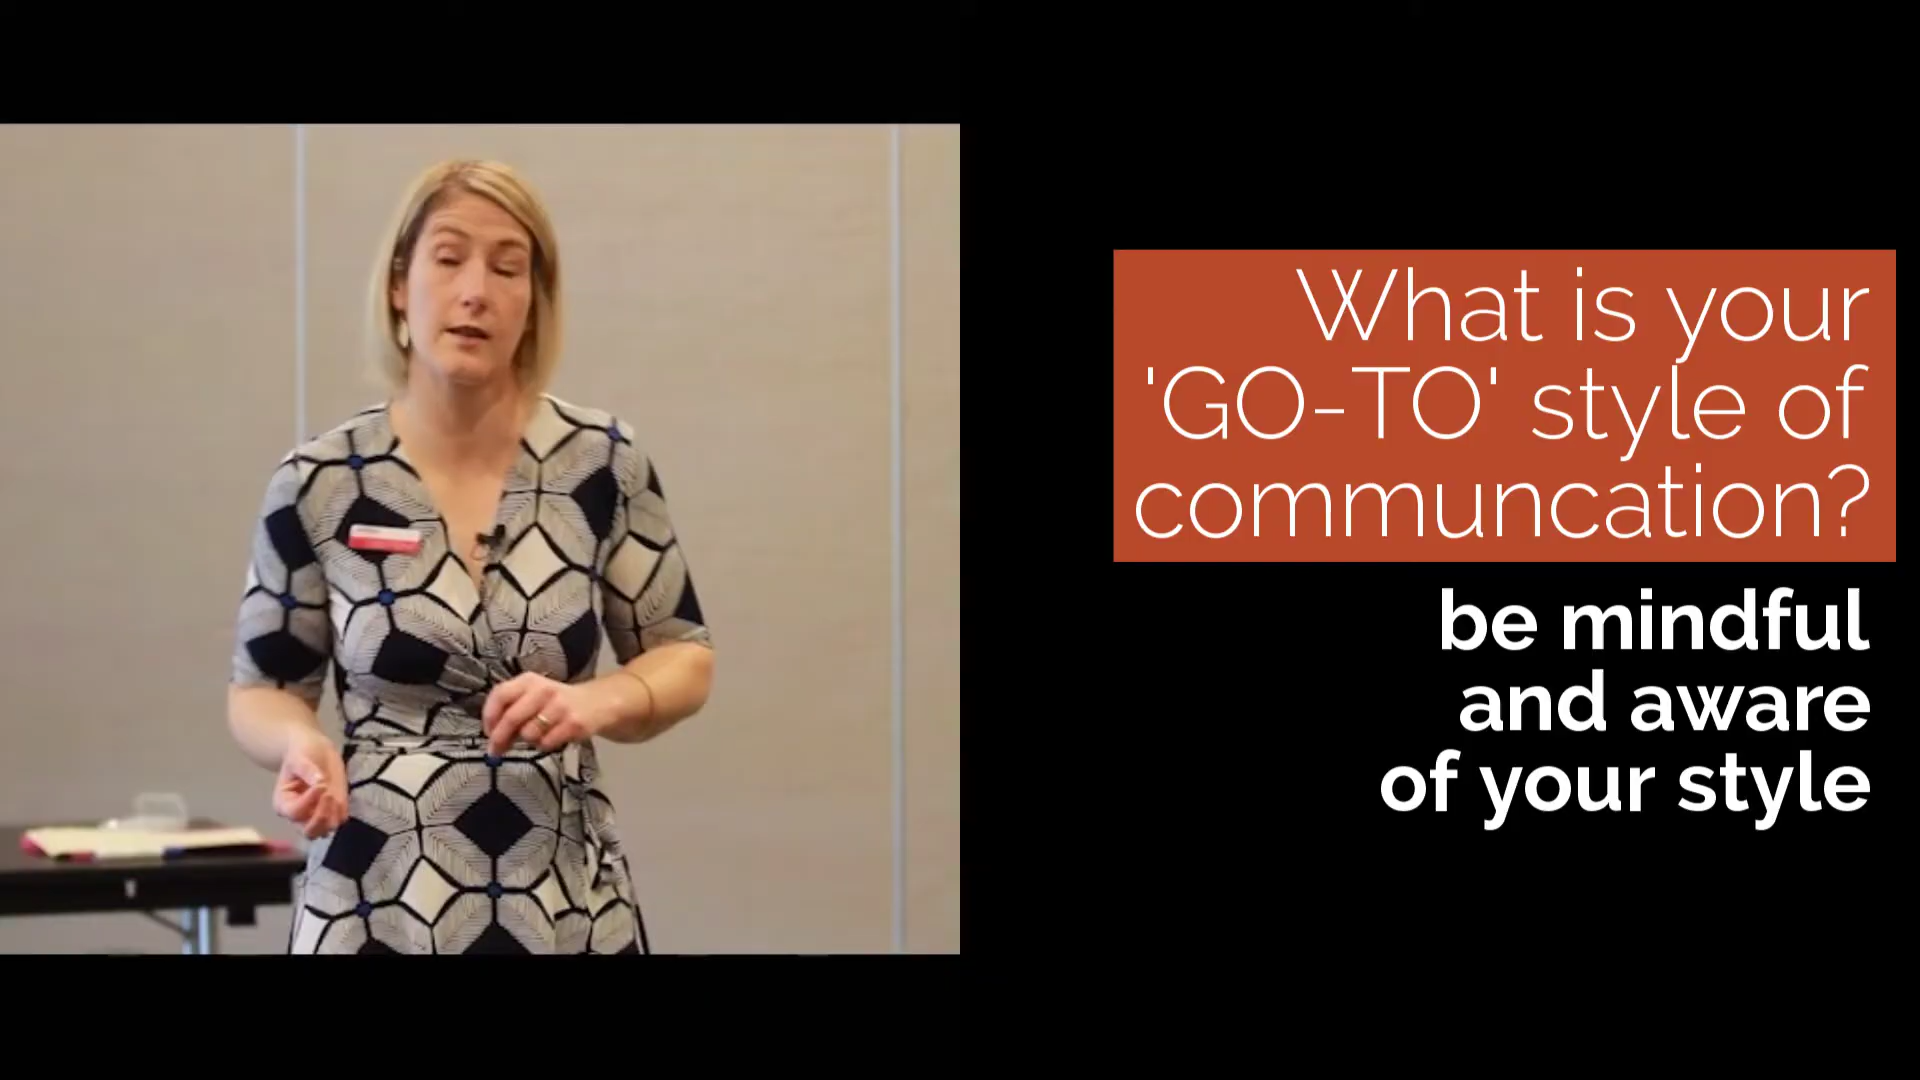 What is your
'GO-TO' style of
communcation?
be mindful
and aware
of your style